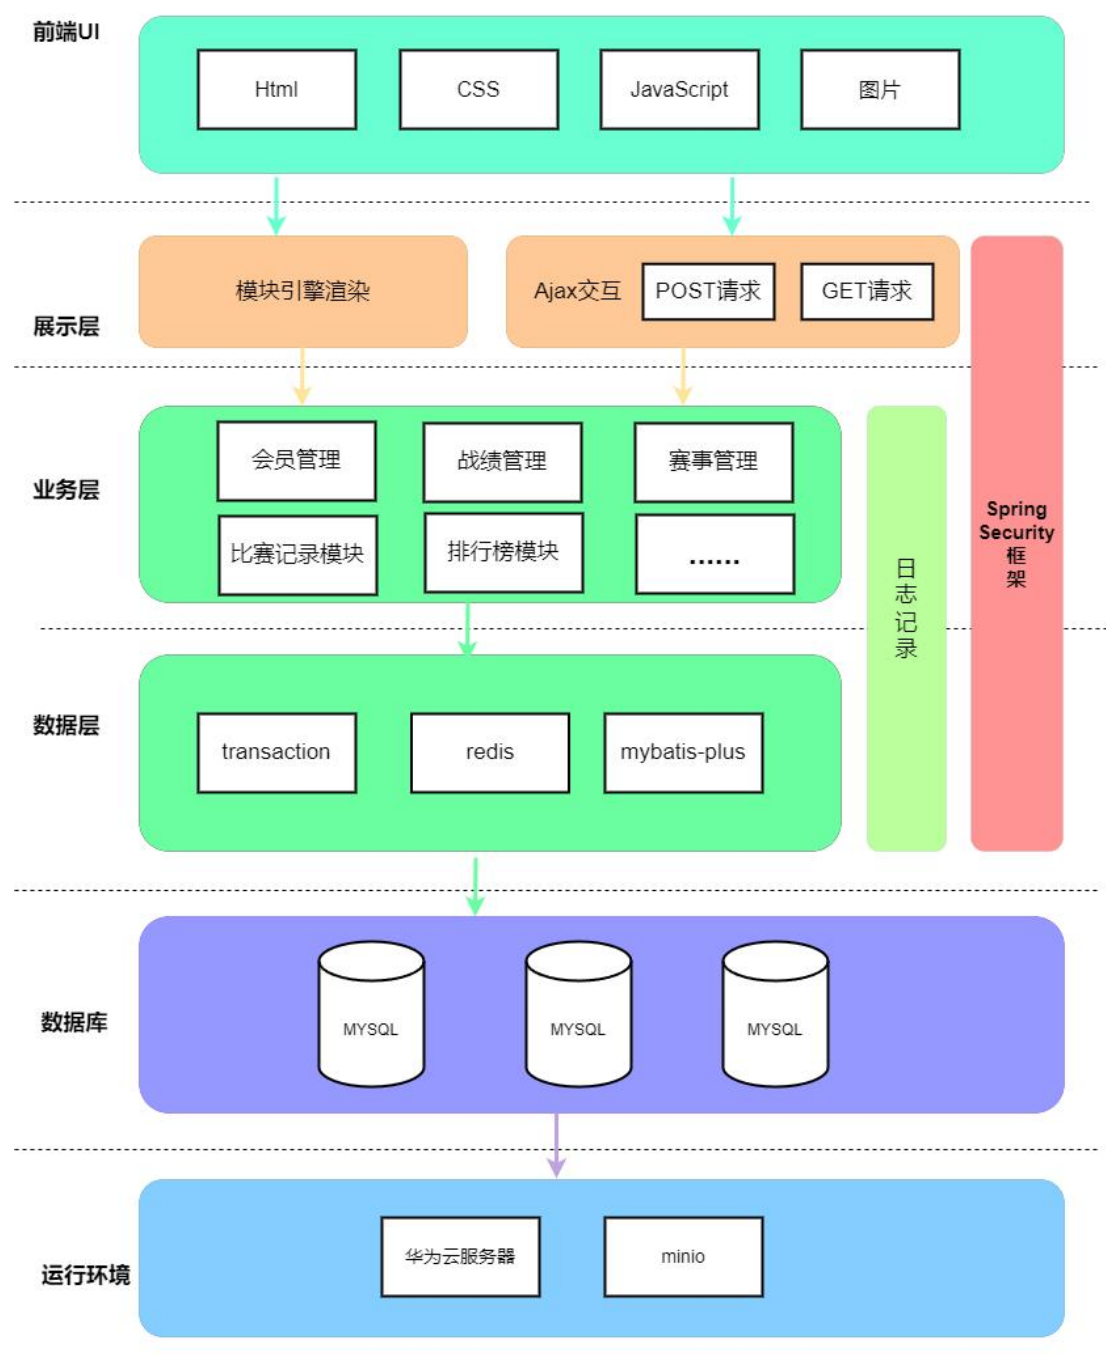 前端UI
Html
CSS
JavaScript
图片
展示层
模块引擎渲染
Ajax交互
POST请求
GET请求
业务层
会员管理
战绩管理
赛事管理
比赛记录模块
排行榜模块
......
日
志
记
录
Spring
Security
框
架
数据层
transaction
redis
mybatis-plus
数据库
MYSQL
MYSQL
MYSQL
运行环境
华为云服务器
minio